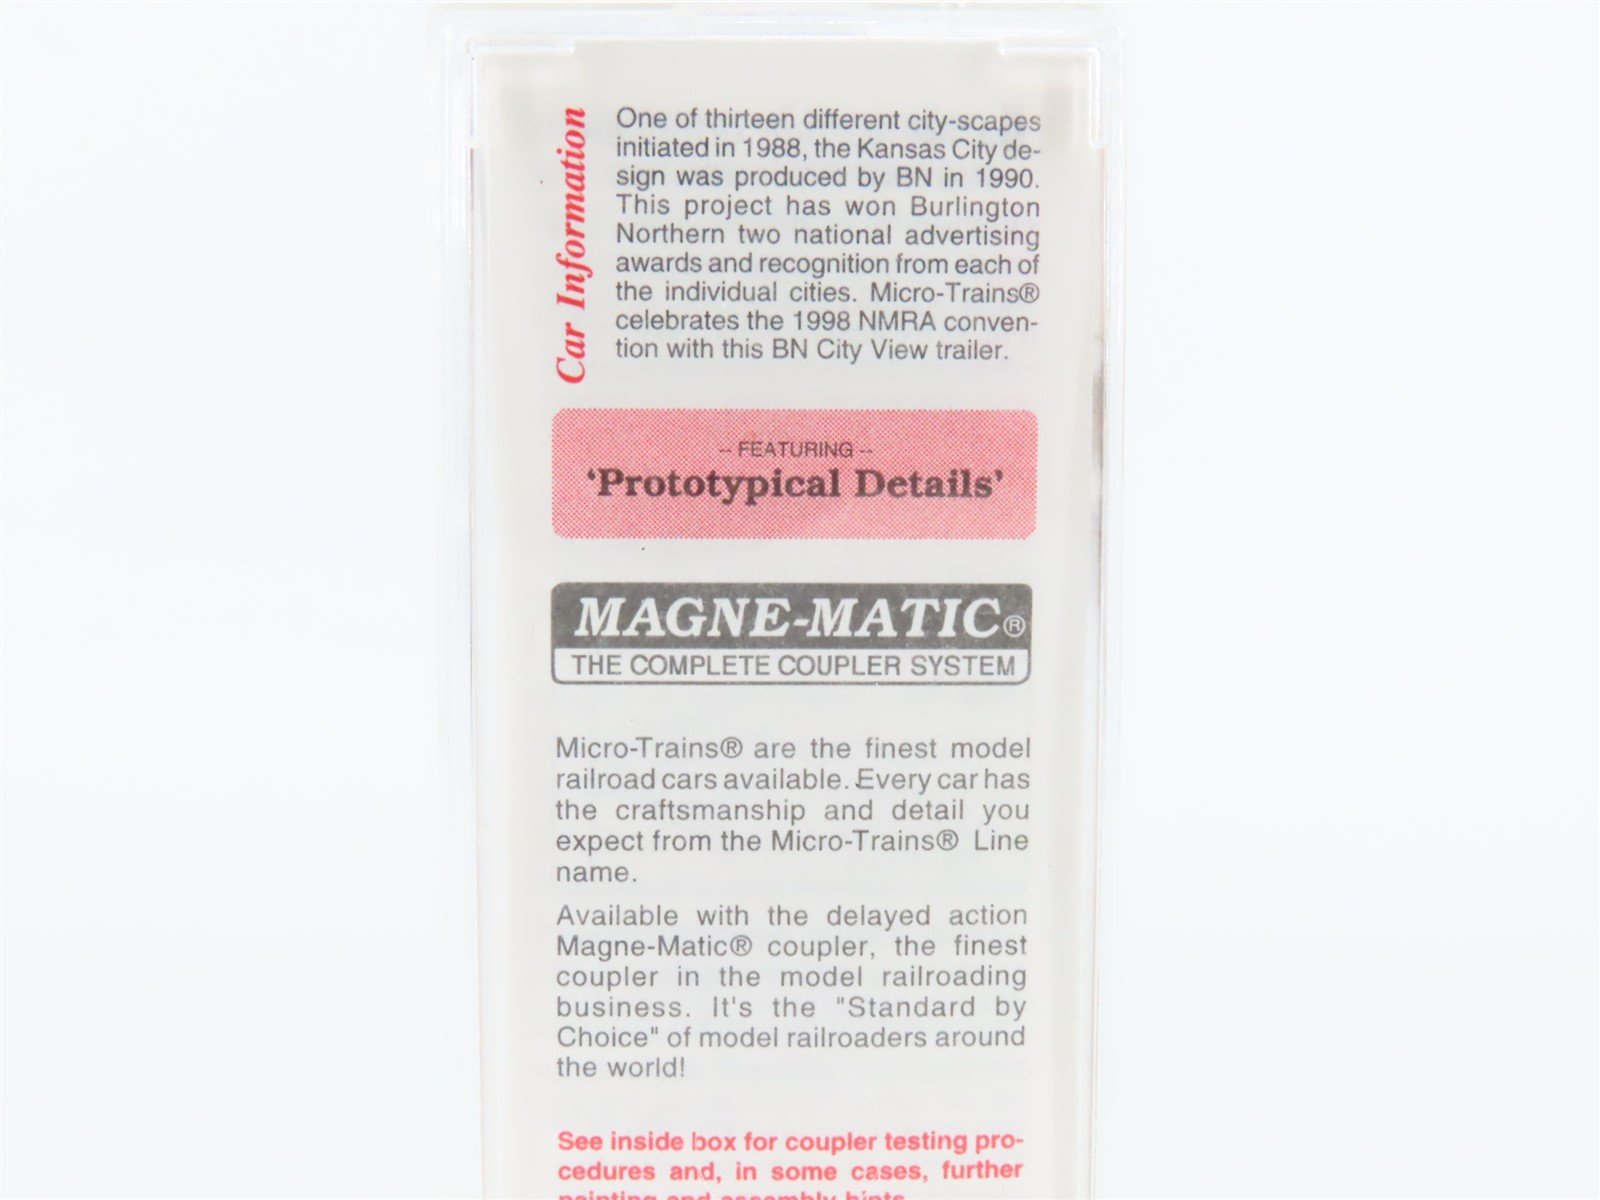 Car Information
One of thirteen different city-scapes
initiated in 1988, the Kansas City de-
sign was produced by BN in 1990.
This project has won Burlington
Northern two national advertising
awards and recognition from each of
the individual cities. Micro-Trains®
celebrates the 1998 NMRA conven-
tion with this BN City View trailer.
-- FEATURING --
‘Prototypical Details’
MAGNE-MATIC®
THE COMPLETE COUPLER SYSTEM
Micro-Trains® are the finest model
railroad cars available. Every car has
the craftsmanship and detail you
expect from the Micro-Trains® Line
name.
Available with the delayed action
Magne-Matic® coupler, the finest
coupler in the model railroading
business. It's the "Standard by
Choice" of model railroaders around
the world!
See inside box for coupler testing pro-
cedures and, in some cases, further
and assembly hints.